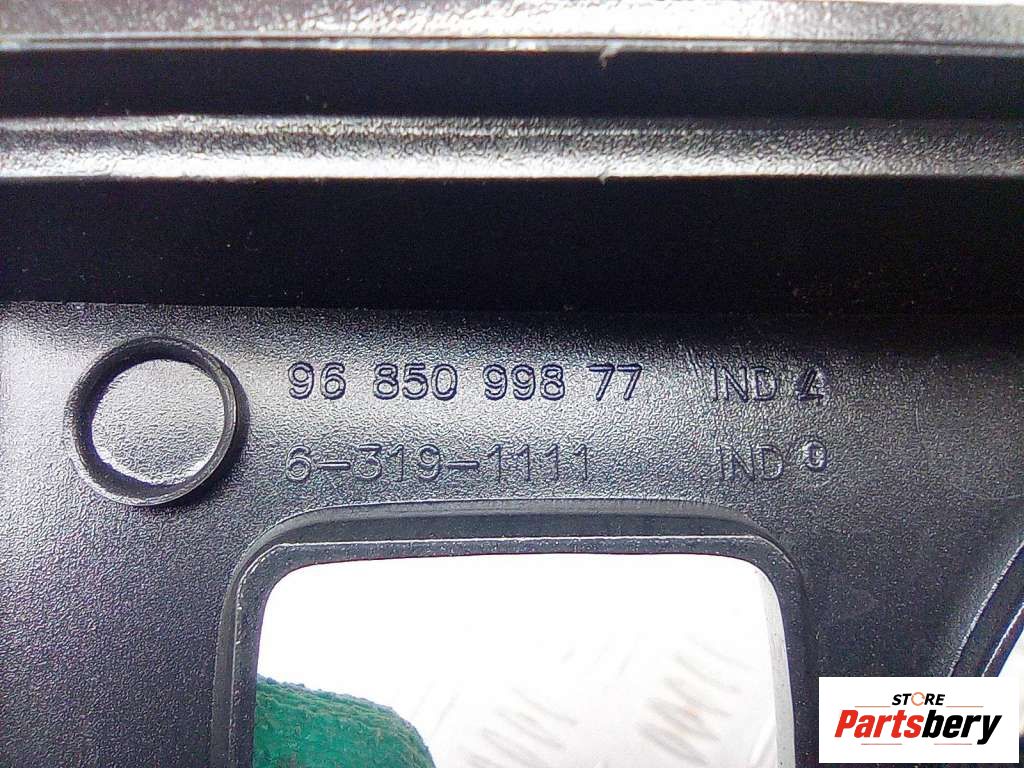 96 850 998 77 IND 4
6-319-1111 IND 0
STORE
Partsbery